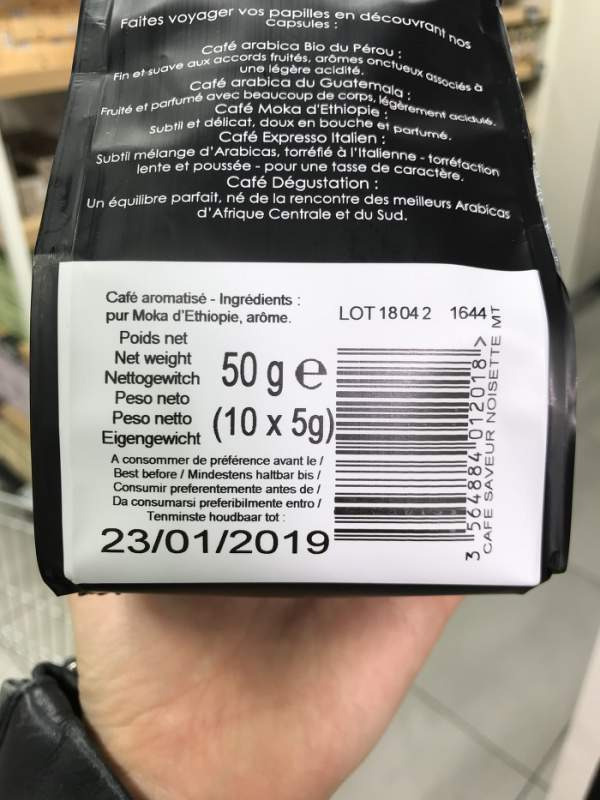 Faites voyager vos papilles en découvrant nos
Capsules :
Café arabica Bio du Pérou :
Fin et suave aux accords fruités, arômes onctueux associés à
une légère acidité.
Café arabica du Guatemala :
Fruité et parfumé avec beaucoup de corps, légèrement acidulé.
Café Moka d'Ethiopie :
Subtil et délicat, doux en bouche et parfumé.
Café Expresso Italien :
Subtil mélange d'Arabicas, torréfié à l'Italienne - torréfaction
lente et poussée - pour une tasse de caractère.
Café Dégustation :
Un équilibre parfait, né de la rencontre des meilleurs Arabicas
d'Afrique Centrale et du Sud.
Café aromatisé - Ingrédients :
pur Moka d'Ethiopie, arôme.
LOT 18 04 2 1644
Poids net
Net weight
Nettogewitch
Peso neto
Peso netto
Eigengewicht
50 g e
(10 x 5g)
A consommer de préférence avant le /
Best before / Mindestens haltbar bis /
Consumir preferentemente antes de /
Da consumarsi preferibilmente entro /
Tenminste houdbaar tot :
23/01/2019
3 564884 012018 >
CAFE SAVEUR NOISETTE MT